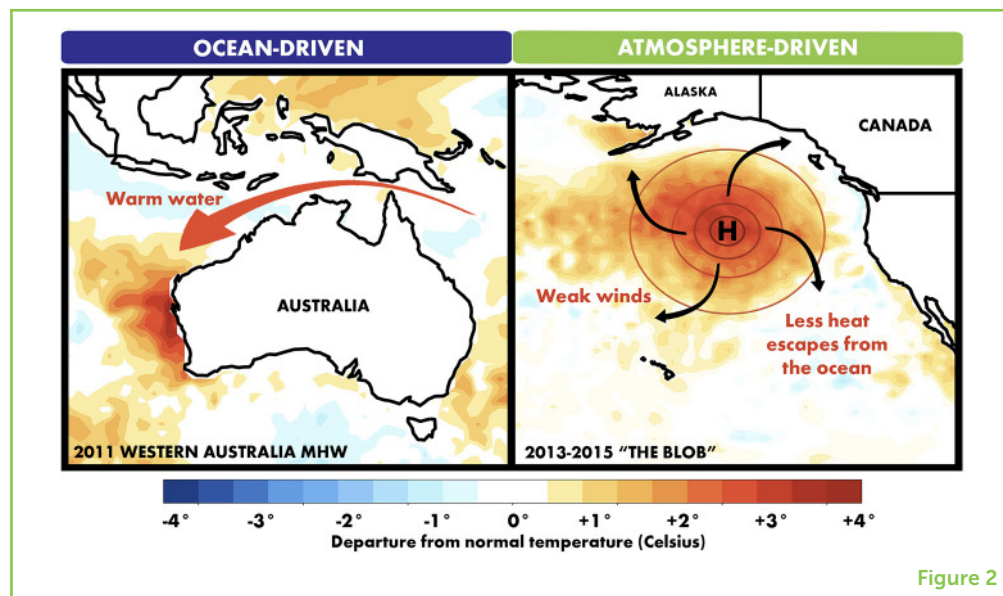 OCEAN-DRIVEN
ATMOSPHERE-DRIVEN
Warm water
AUSTRALIA
2011 WESTERN AUSTRALIA MHW
ALASKA
CANADA
H
Weak winds
Less heat
escapes from
the ocean
2013-2015 “THE BLOB”
-4° -3° -2° -1° 0° +1° +2° +3° +4°
Departure from normal temperature (Celsius)
Figure 2